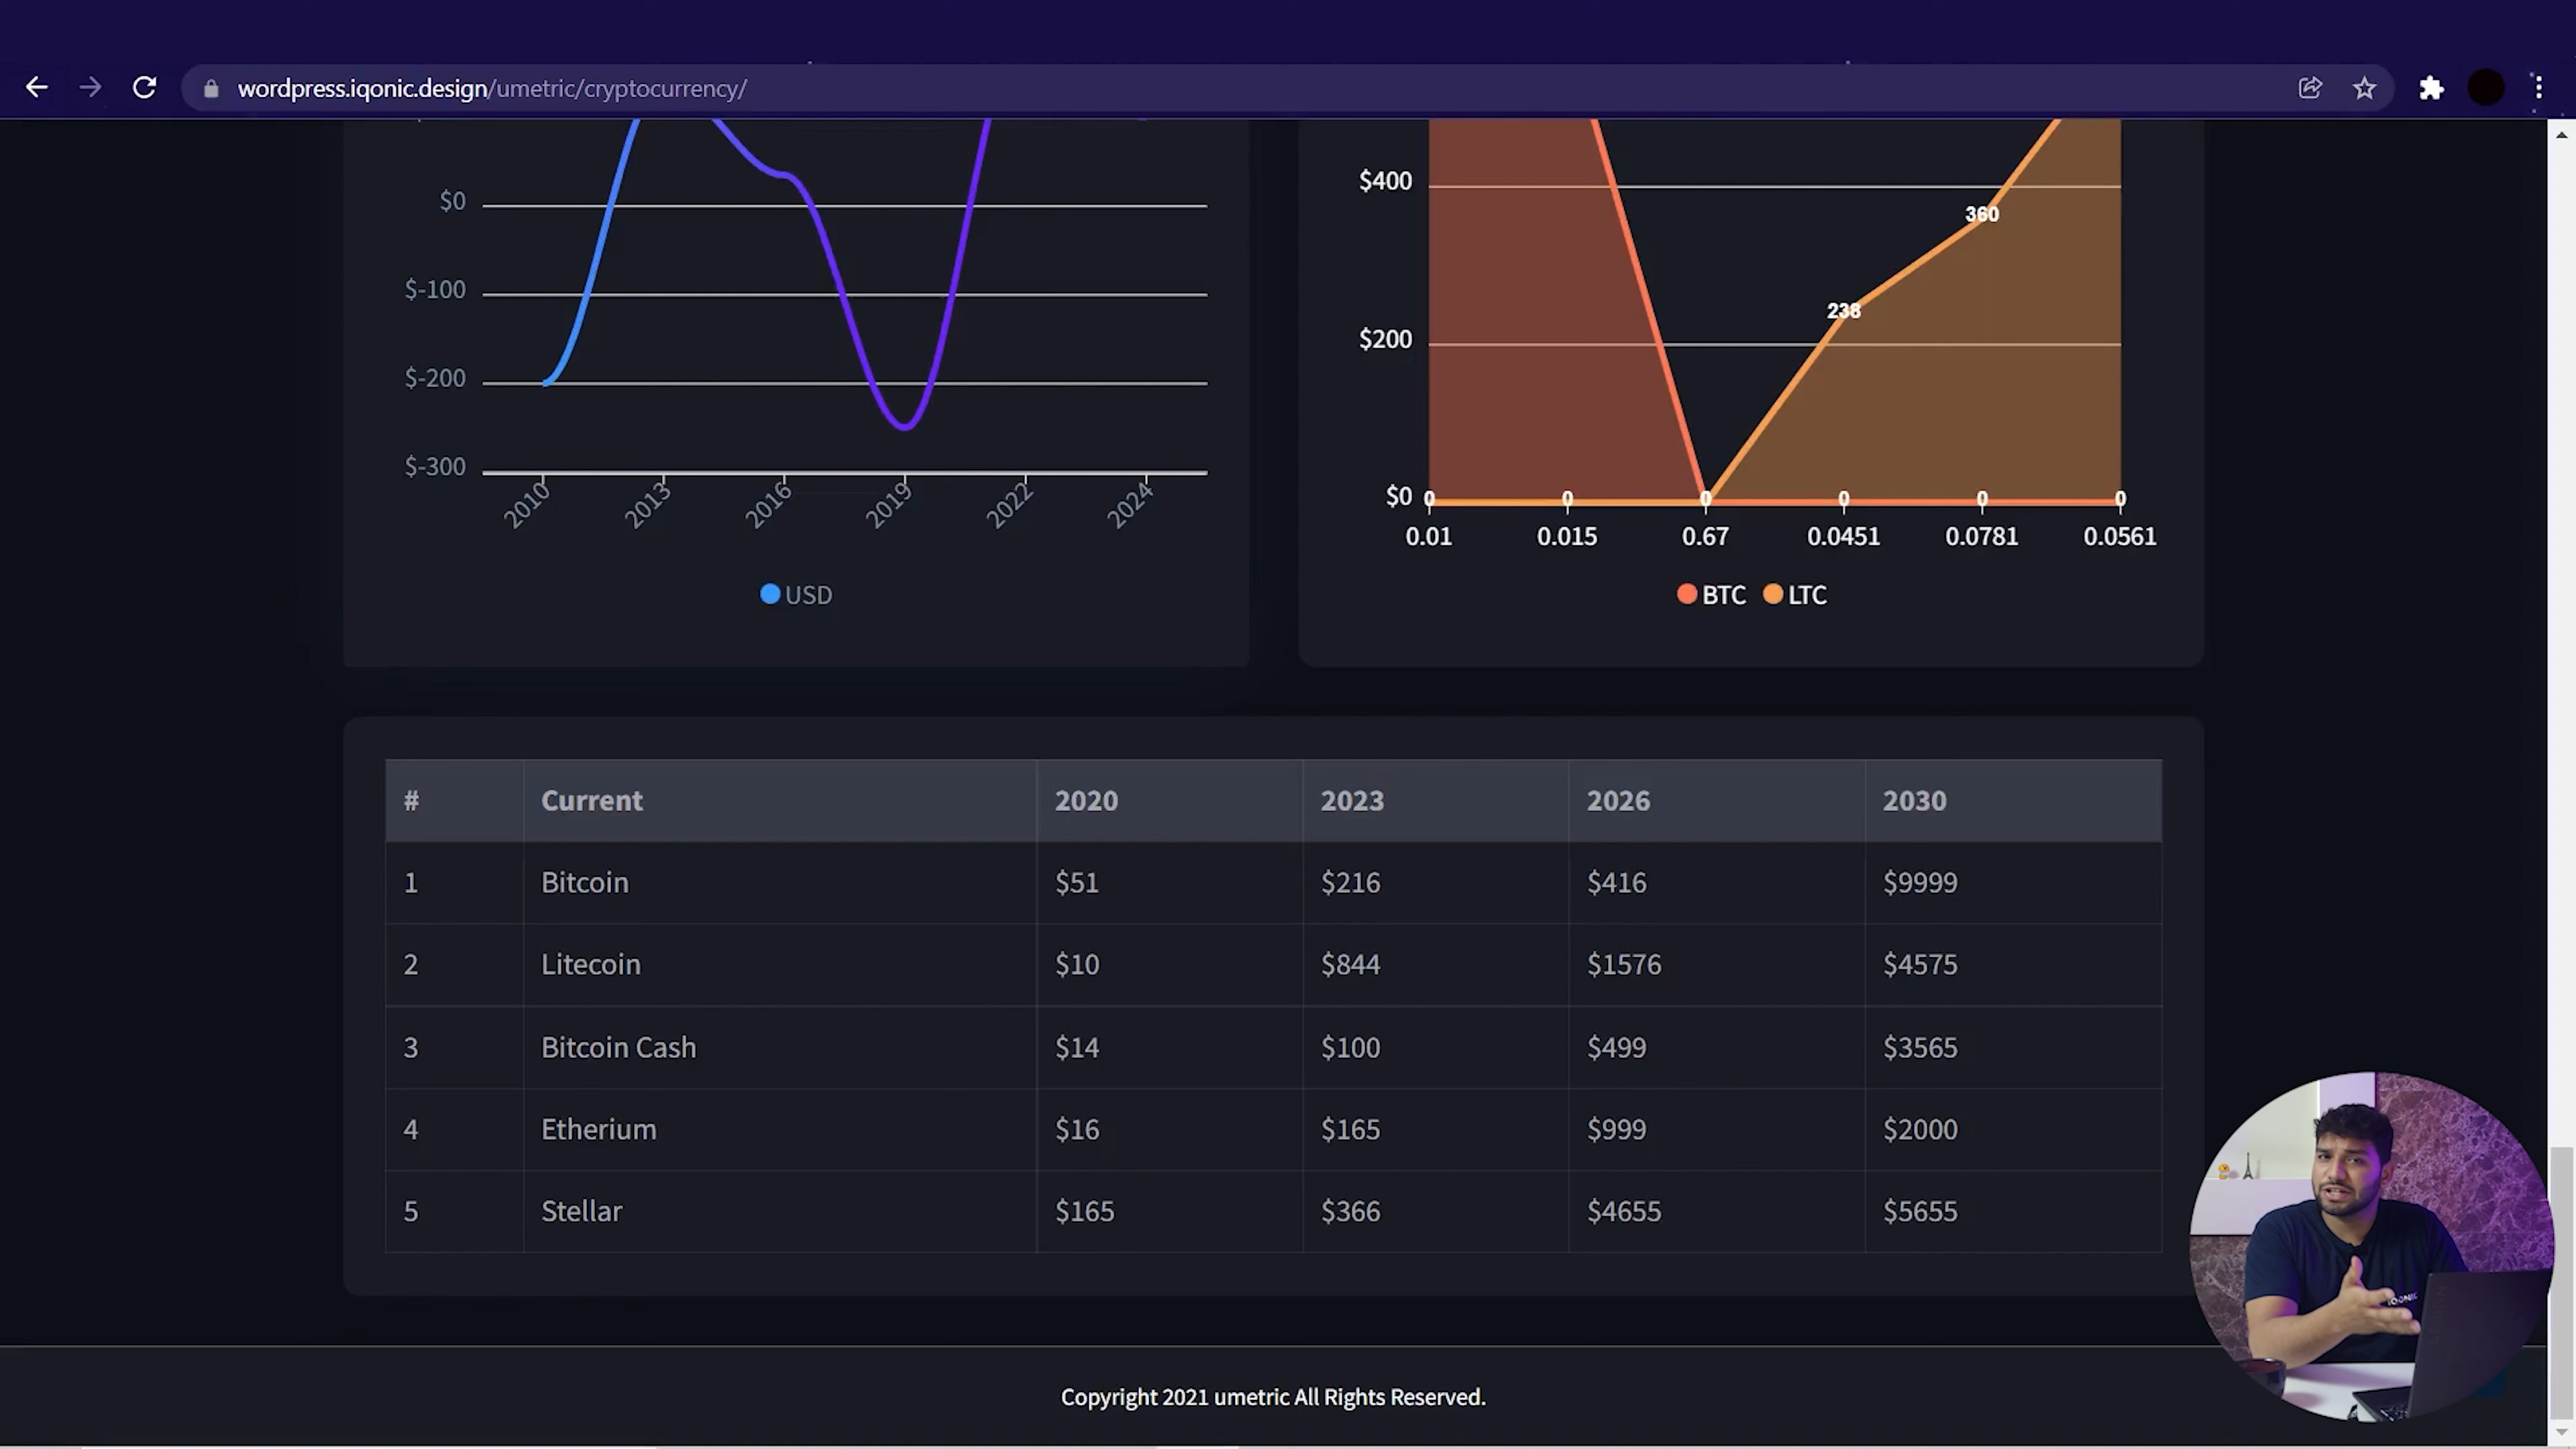 wordpress.iqonic.design/umetric/cryptocurrency/
$0
$-100
$-200
$-300
2010 2013 2016 2019 2022 2024
USD
$400
360
238
$200
$0 0 0 0 0 0 0
0.01 0.015 0.67 0.0451 0.0781 0.0561
BTC LTC
# Current 2020 2023 2026 2030
1 Bitcoin $51 $216 $416 $9999
2 Litecoin $10 $844 $1576 $4575
3 Bitcoin Cash $14 $100 $499 $3565
4 Etherium $16 $165 $999 $2000
5 Stellar $165 $366 $4655 $5655
IQONIC
Copyright 2021 umetric All Rights Reserved.